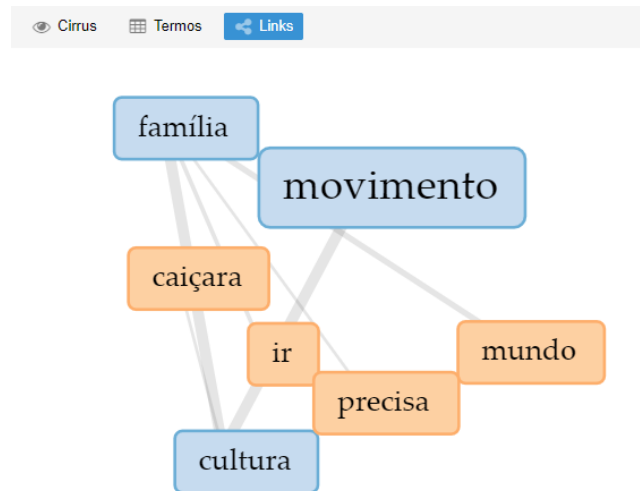 Cirrus Termos Links
família
movimento
caiçara
ir
mundo
precisa
cultura